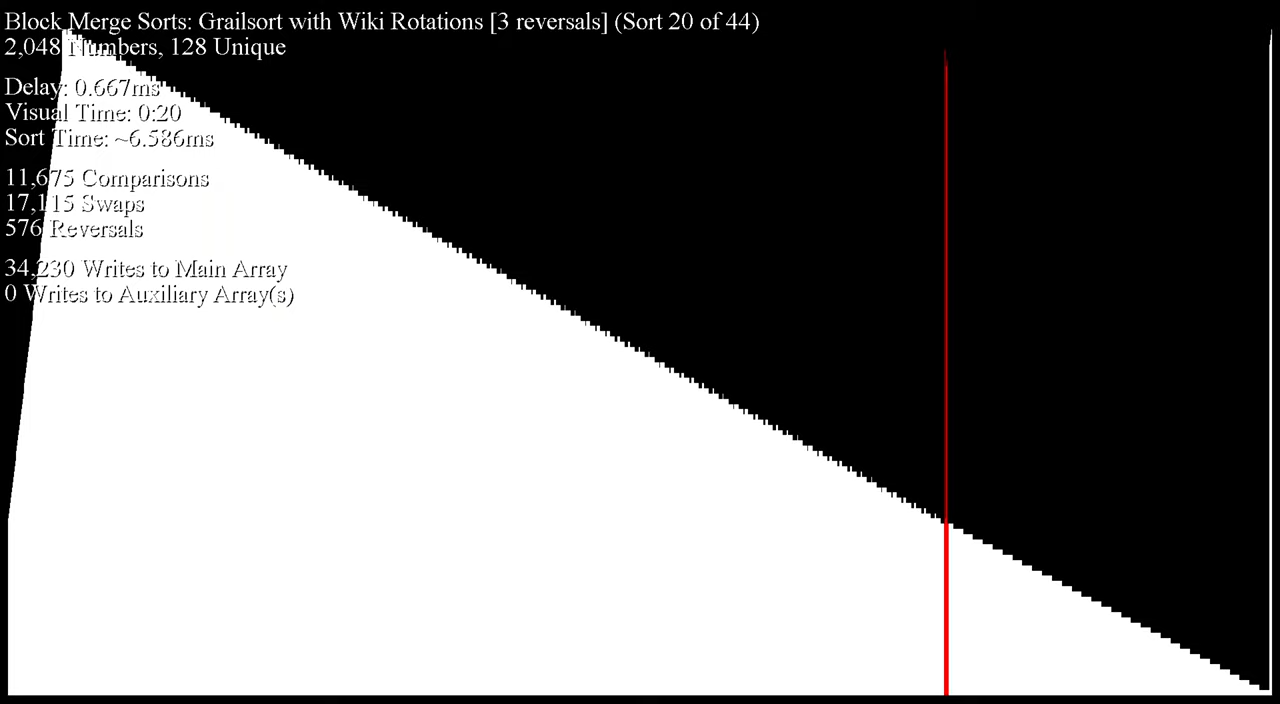 Block Merge Sorts: Grailsort with Wiki Rotations [3 reversals] (Sort 20 of 44)
2,048 Numbers, 128 Unique
Delay: 0.667ms
Visual Time: 0:20
Sort Time: ~6.586ms
11,675 Comparisons
17,115 Swaps
576 Reversals
34,230 Writes to Main Array
0 Writes to Auxiliary Array(s)